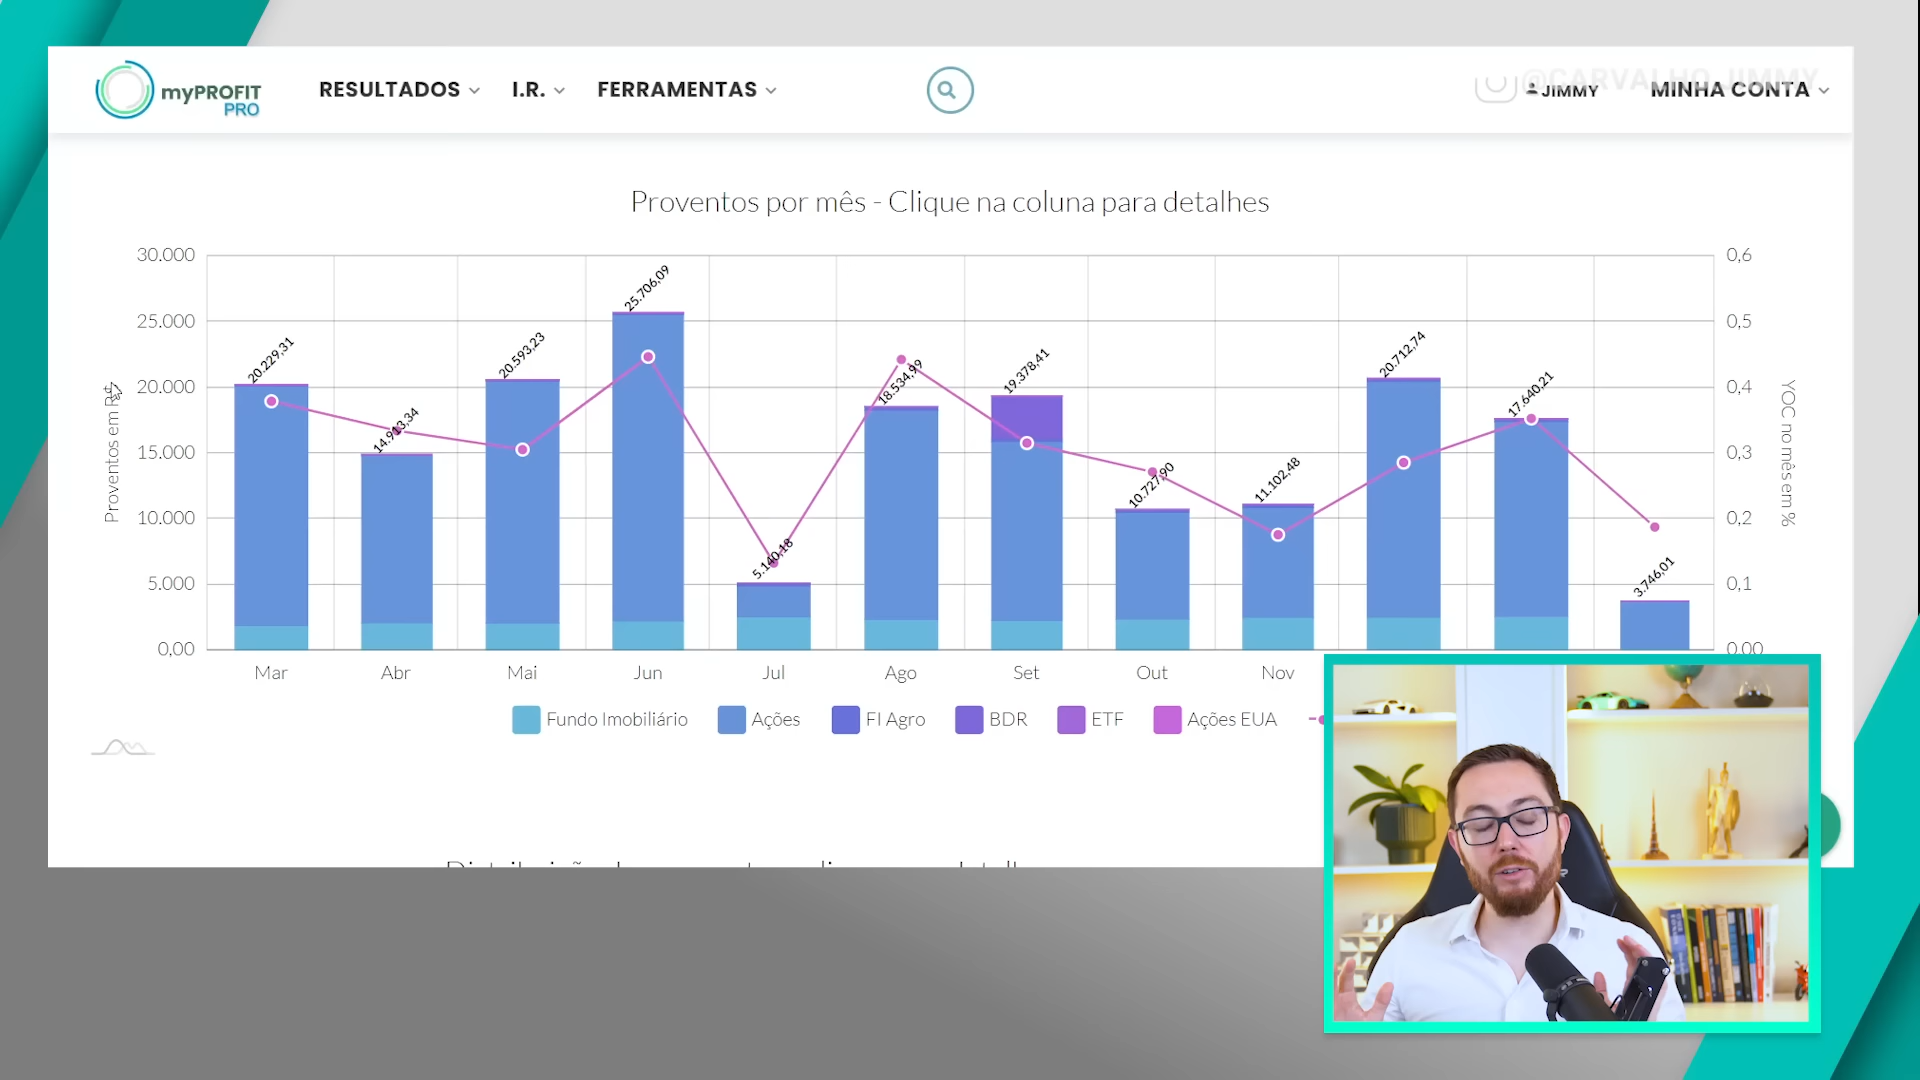 myPROFIT
PRO
RESULTADOS
I.R.
FERRAMENTAS
@CARVALHO.JIMMY
JIMMY
MINHA CONTA
Proventos por mês - Clique na coluna para detalhes
30.000
25.000
20.000
15.000
10.000
5.000
0,00
Proventos em R$
20.229,31
14.913,34
20.593,23
25.706,09
5.140,18
18.534,99
19.378,41
10.727,90
11.102,48
20.712,74
17.640,21
3.746,01
0,6
0,5
0,4
0,3
0,2
0,1
0,00
YOC no mês em %
Mar
Abr
Mai
Jun
Jul
Ago
Set
Out
Nov
Fundo Imobiliário
Ações
FI Agro
BDR
ETF
Ações EUA